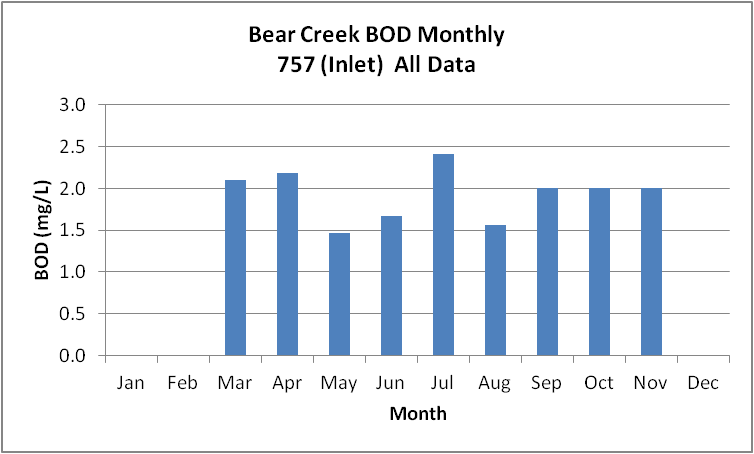 Bear Creek BOD Monthly
757 (Inlet)  All Data
3.0
2.5
2.0
1.5
1.0
0.5
0.0
BOD (mg/L)
Jan Feb Mar Apr May Jun Jul Aug Sep Oct Nov Dec
Month